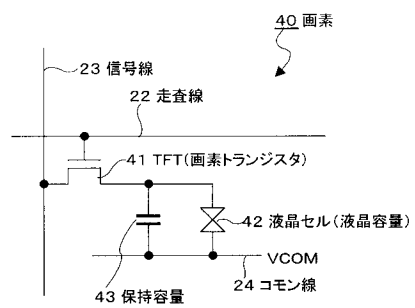 40 画素
23 信号線
22 走査線
41 TFT(画素トランジスタ)
42 液晶セル(液晶容量)
VCOM
24 コモン線
43 保持容量